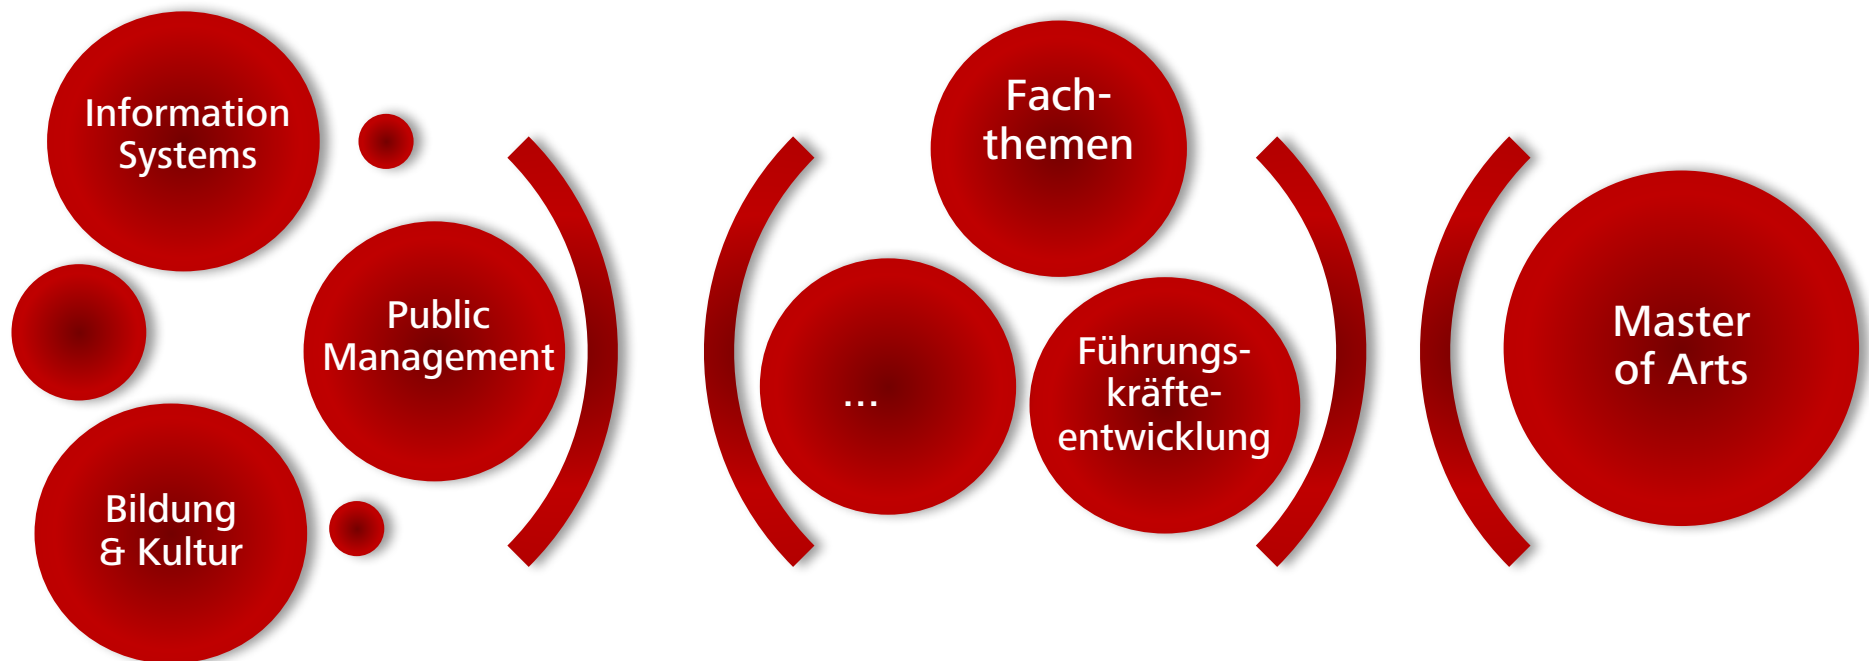 Information
Systems
Public
Management
Bildung
& Kultur
Fach-
themen
...
Führungs-
kräfte-
entwicklung
Master
of Arts